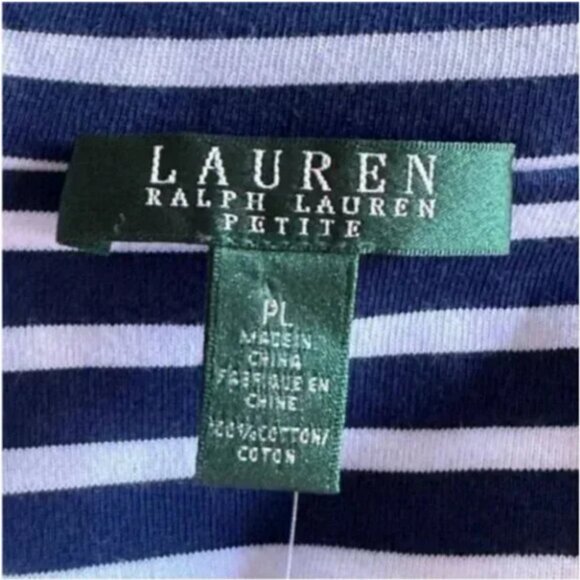 LAUREN
RALPH LAUREN
PETITE
PL
MADE IN
CHINA
FABRIQUE EN
CHINE
100% COTTON/
COTON